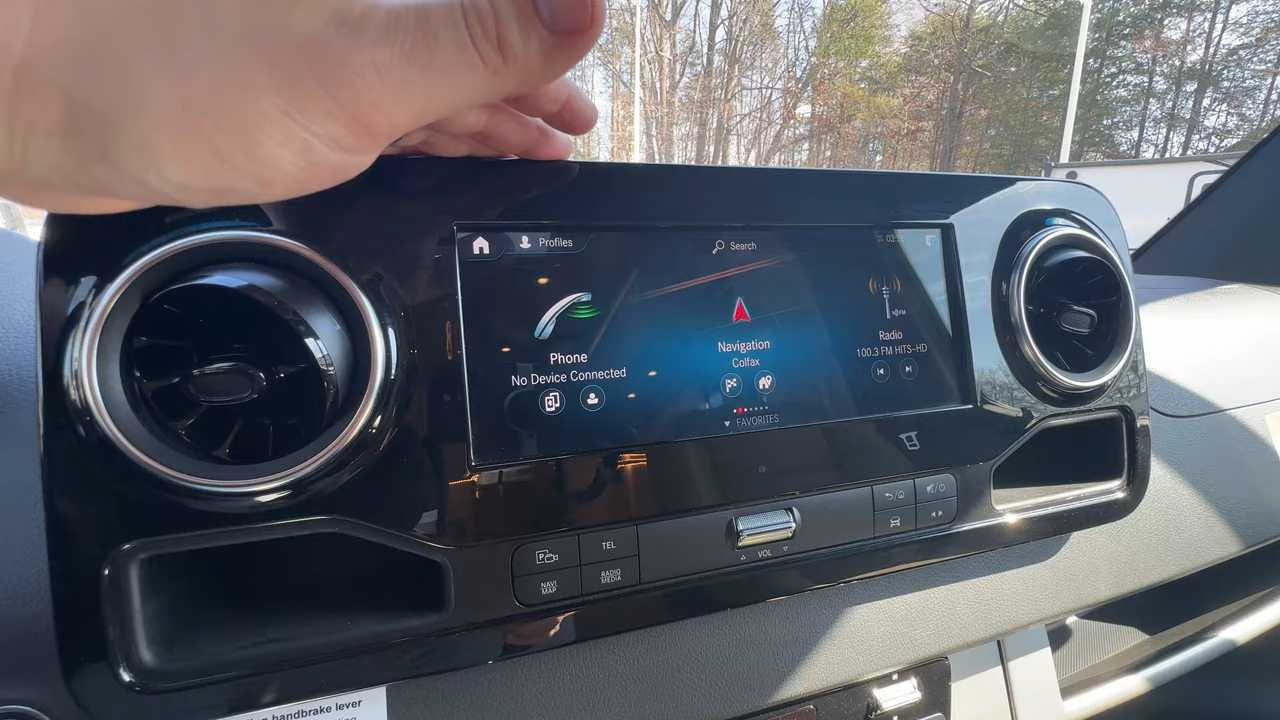 Profiles
Search
Phone
No Device Connected
Navigation
Colfax
Radio
100.3 FM HITS-HD
FAVORITES
TEL
NAVI
MAP
RADIO
MEDIA
VOL
handbrake lever